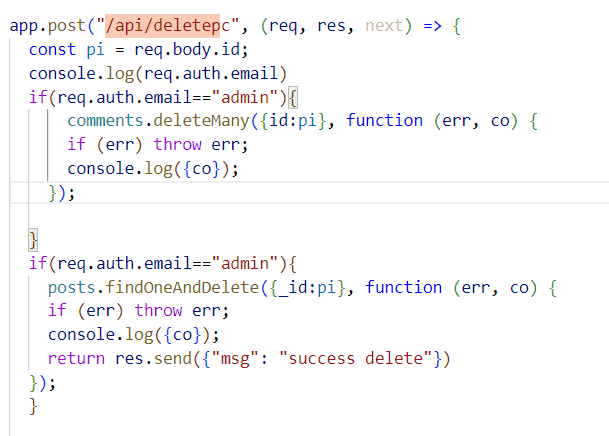 app.post("/api/deletepc", (req, res, next) => {
const pi = req.body.id;
console.log(req.auth.email)
if(req.auth.email=="admin"){
comments.deleteMany({id:pi}, function (err, co) {
if (err) throw err;
console.log({co});
});
}
if(req.auth.email=="admin"){
posts.findOneAndDelete({_id:pi}, function (err, co) {
if (err) throw err;
console.log({co});
return res.send({"msg": "success delete"})
});
}